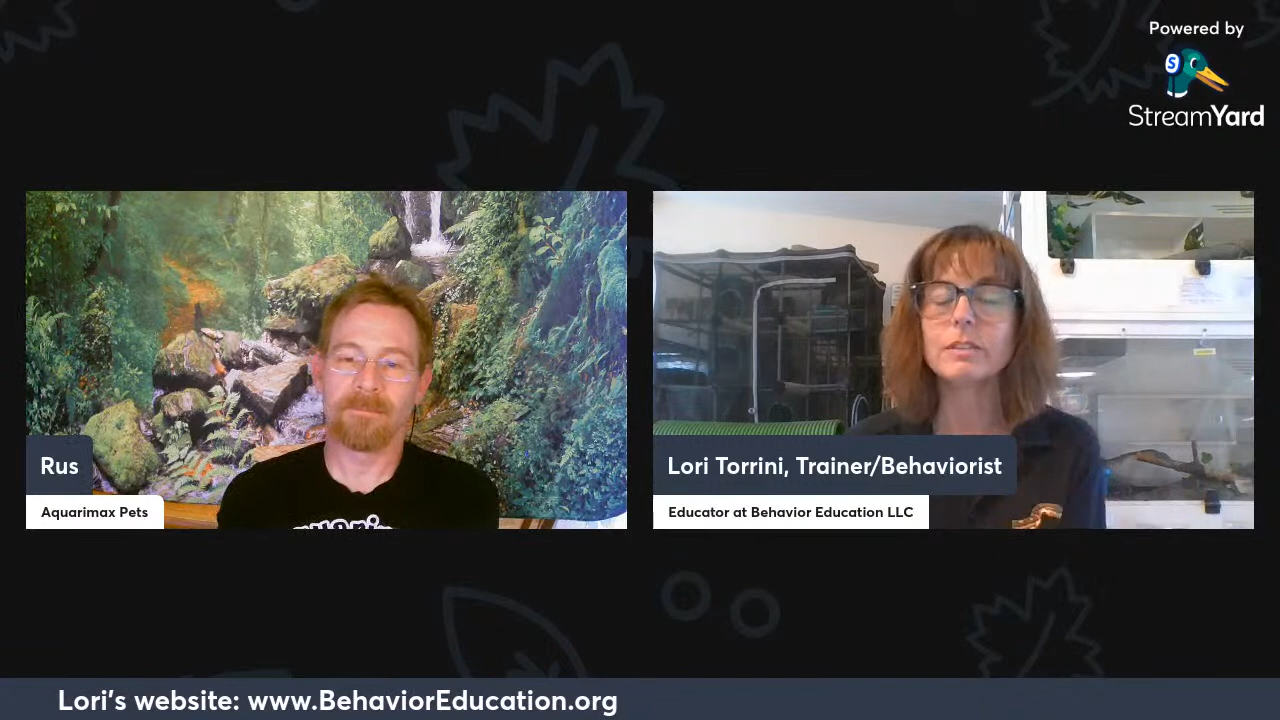 Powered by
S
StreamYard
Rus
Aquarimax Pets
Lori Torrini, Trainer/Behaviorist
Educator at Behavior Education LLC
Lori's website: www.BehaviorEducation.org